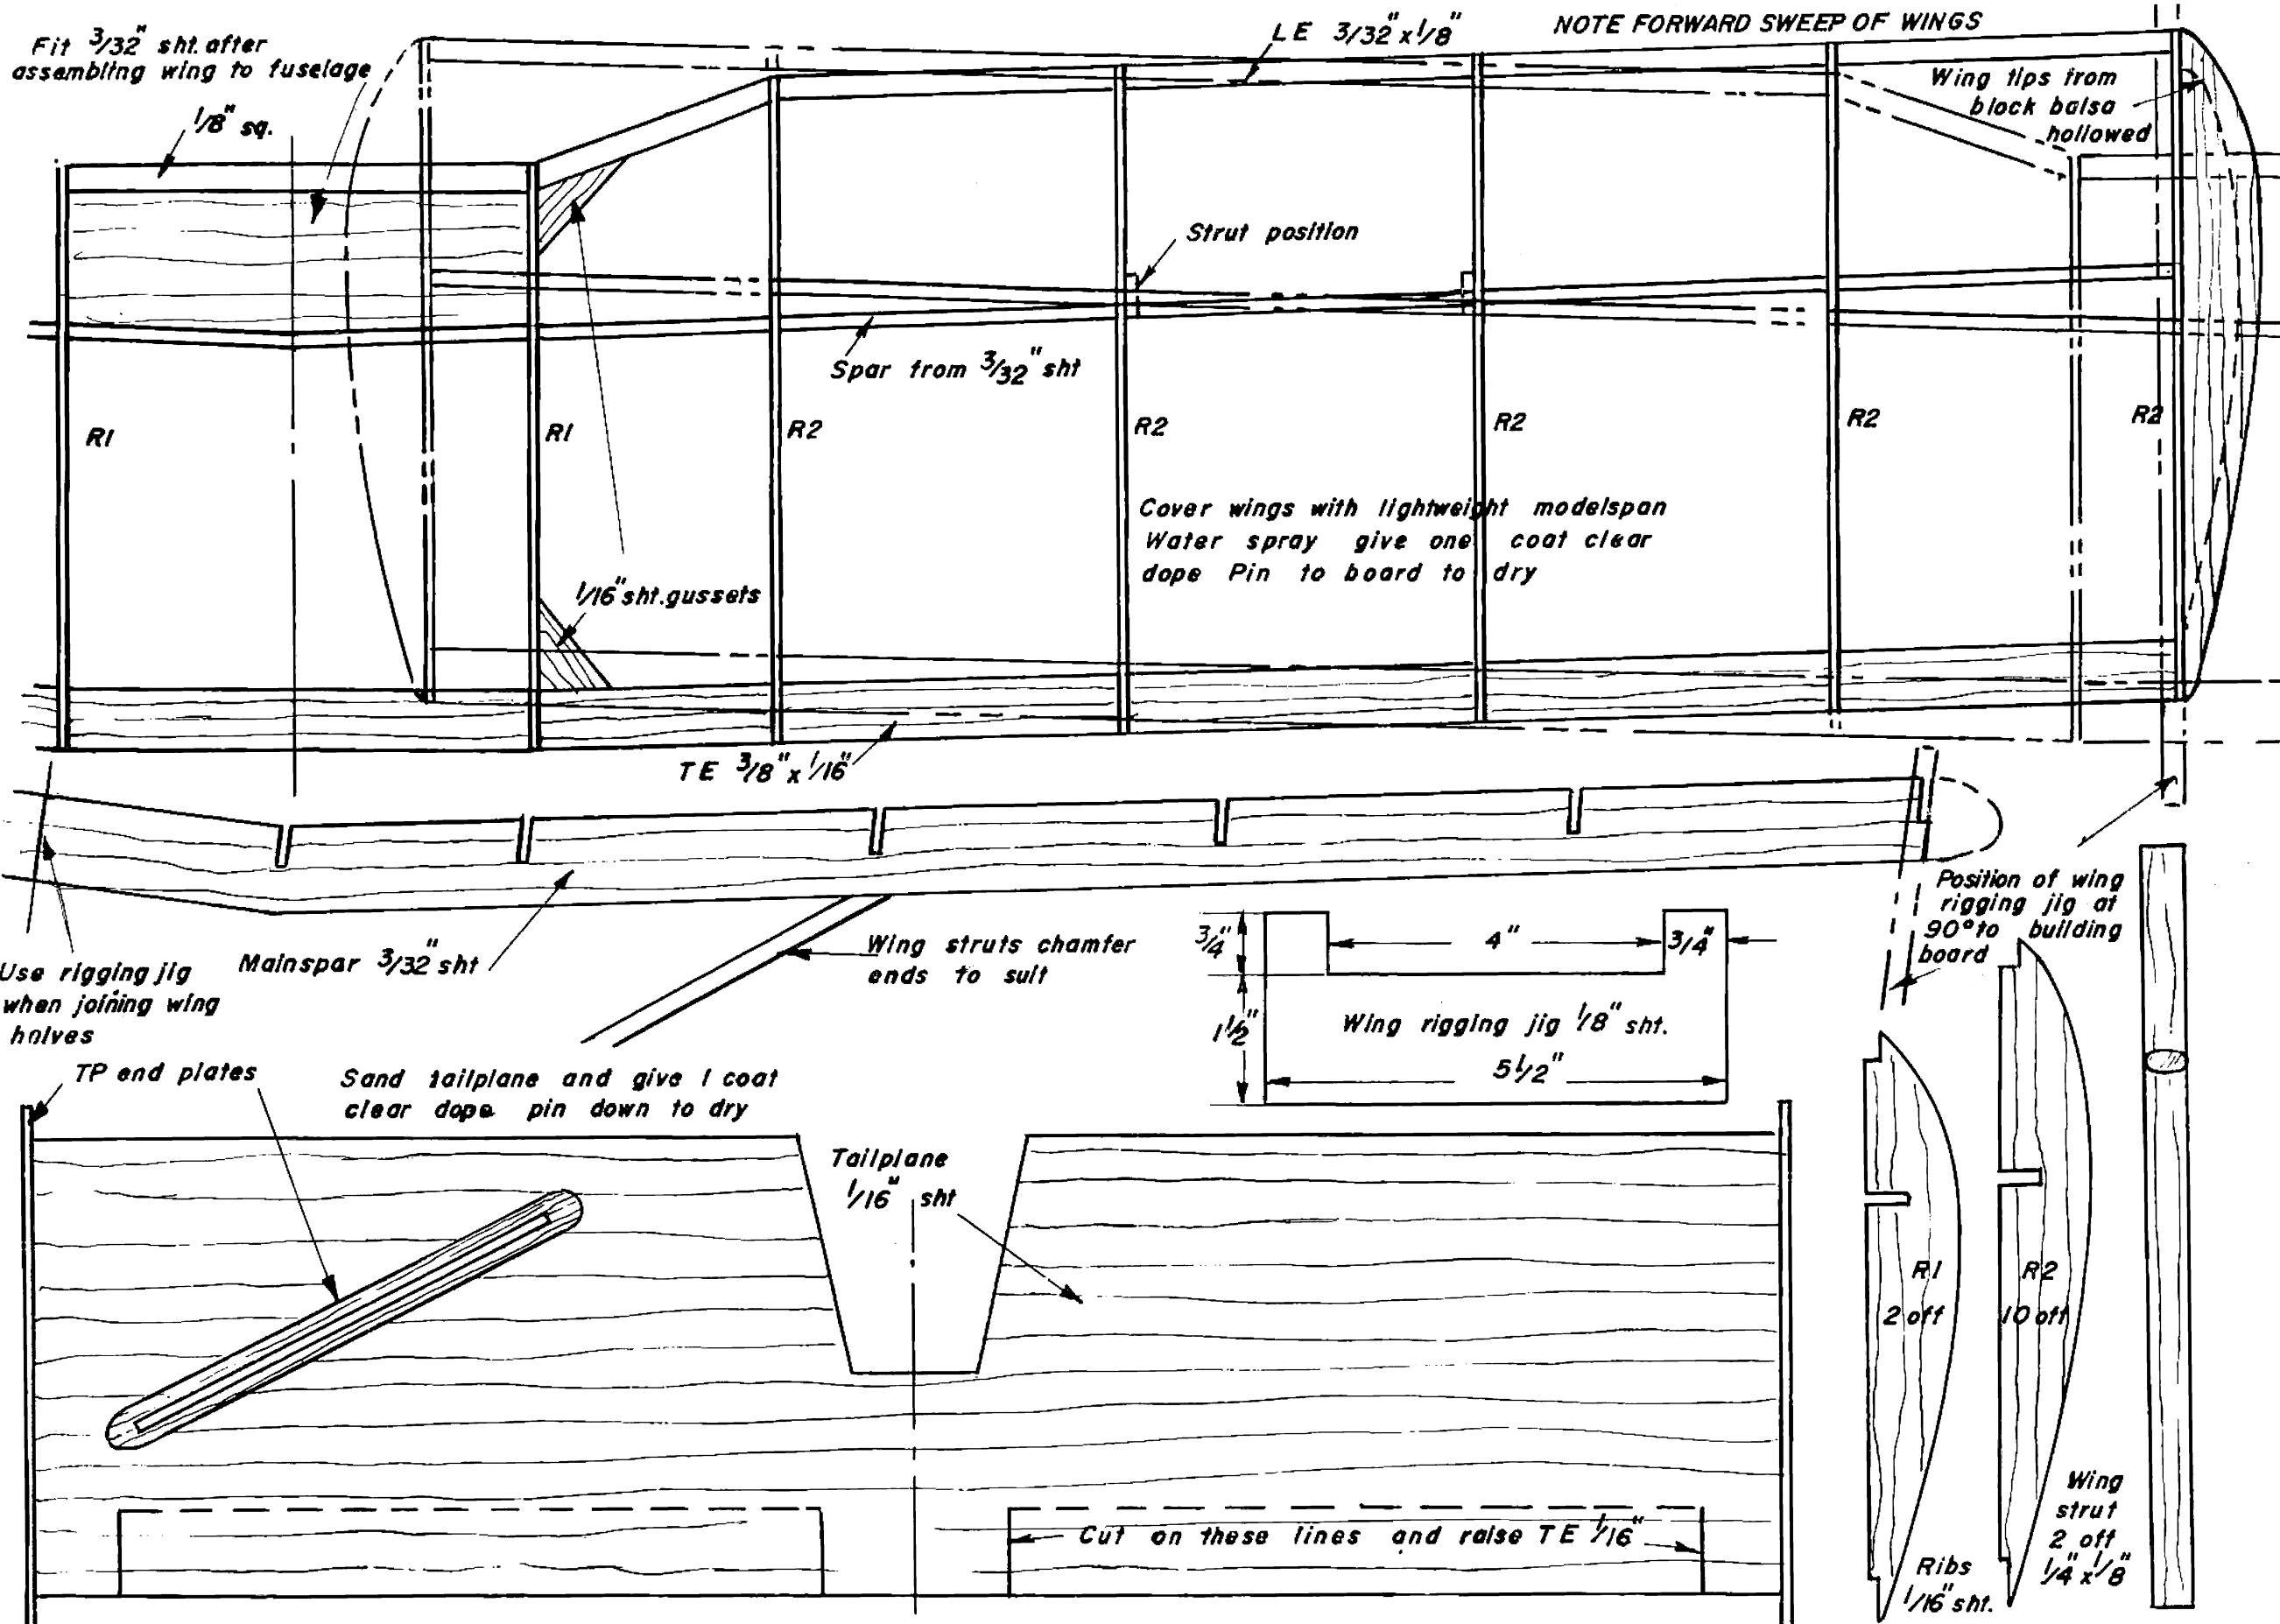 Fit 3/32" sht. after
assembling wing to fuselage
1/8" sq.
LE 3/32" x 1/8"
NOTE FORWARD SWEEP OF WINGS
Wing tips from
block balsa
hollowed
Strut position
Spar from 3/32" sht
R1
R1
R2
R2
R2
R2
R2
Cover wings with lightweight modelspan
Water spray give one coat clear
dope Pin to board to dry
1/16" sht. gussets
TE 3/8" x 1/16"
Use rigging jig
when joining wing
halves
Mainspar 3/32" sht
Wing struts chamfer
ends to suit
3/4"
4"
3/4"
1 1/2"
Wing rigging jig 1/8" sht.
5 1/2"
Position of wing
rigging jig at
90° to building
board
TP end plates
Sand tailplane and give 1 coat
clear dope pin down to dry
Tailplane
1/16" sht
R1
2 off
R2
10 off
Cut on these lines and raise TE 1/16"
Ribs
1/16" sht.
Wing
strut
2 off
1/4" x 1/8"